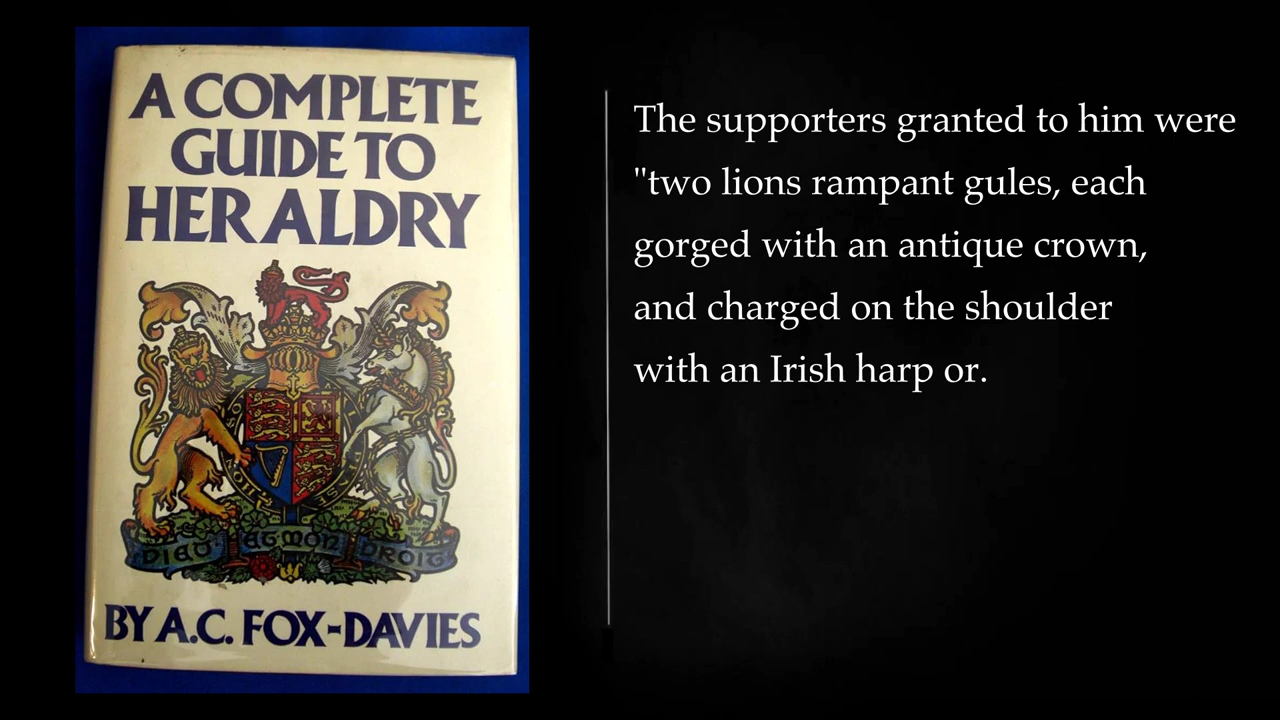 A COMPLETE
GUIDE TO
HERALDRY
DIEU ET MON DROIT
BY A.C. FOX-DAVIES
The supporters granted to him were
"two lions rampant gules, each
gorged with an antique crown,
and charged on the shoulder
with an Irish harp or.